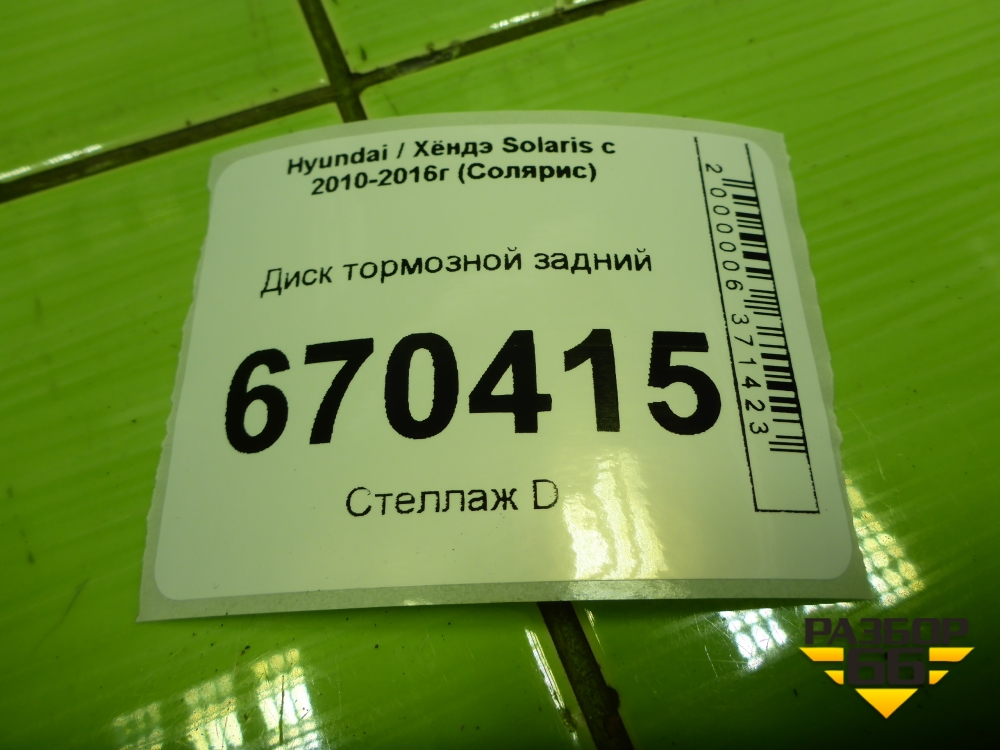 Hyundai / Хёндэ Solaris с
2010-2016г (Солярис)
Диск тормозной задний
670415
Стеллаж D
2000006371423
РАЗБОР
66